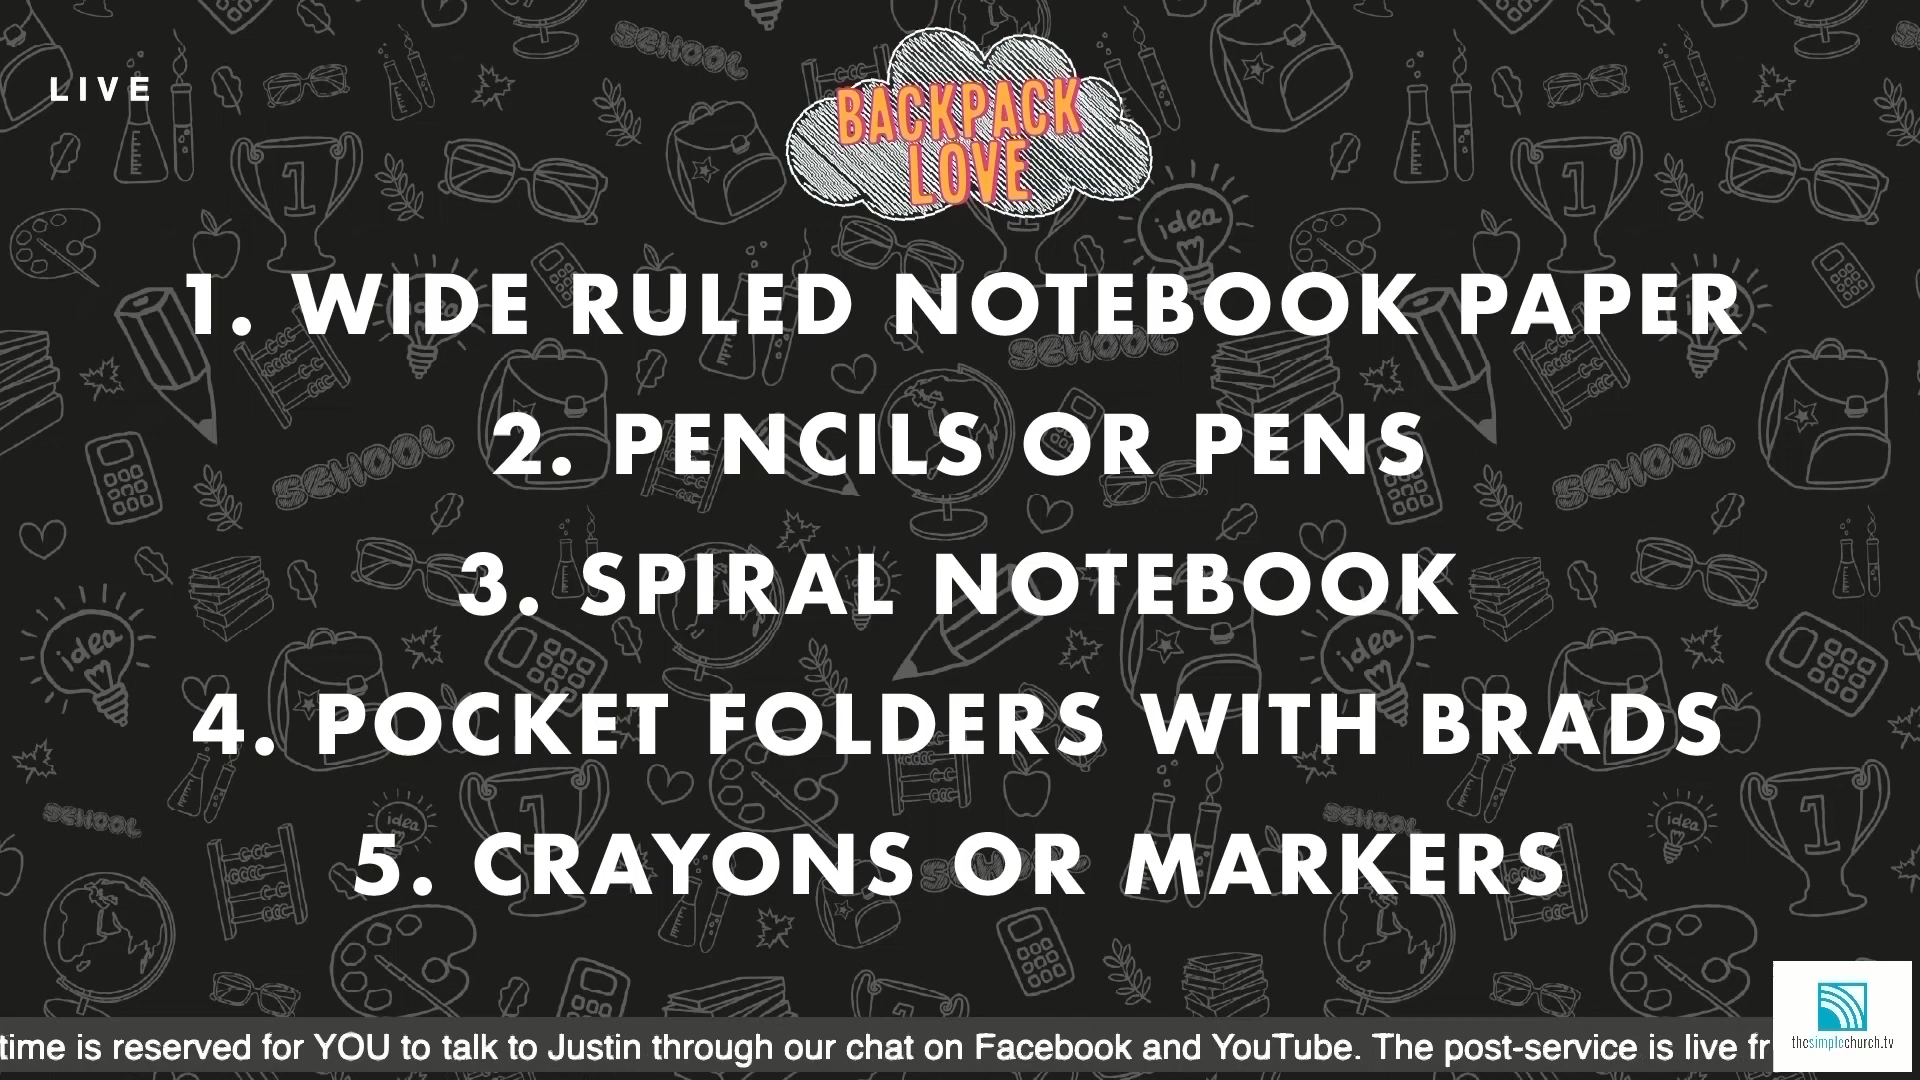 LIVE
BACKPACK
LOVE
1. WIDE RULED NOTEBOOK PAPER
2. PENCILS OR PENS
3. SPIRAL NOTEBOOK
4. POCKET FOLDERS WITH BRADS
5. CRAYONS OR MARKERS
time is reserved for YOU to talk to Justin through our chat on Facebook and YouTube. The post-service is live fr
thesimplechurch.tv